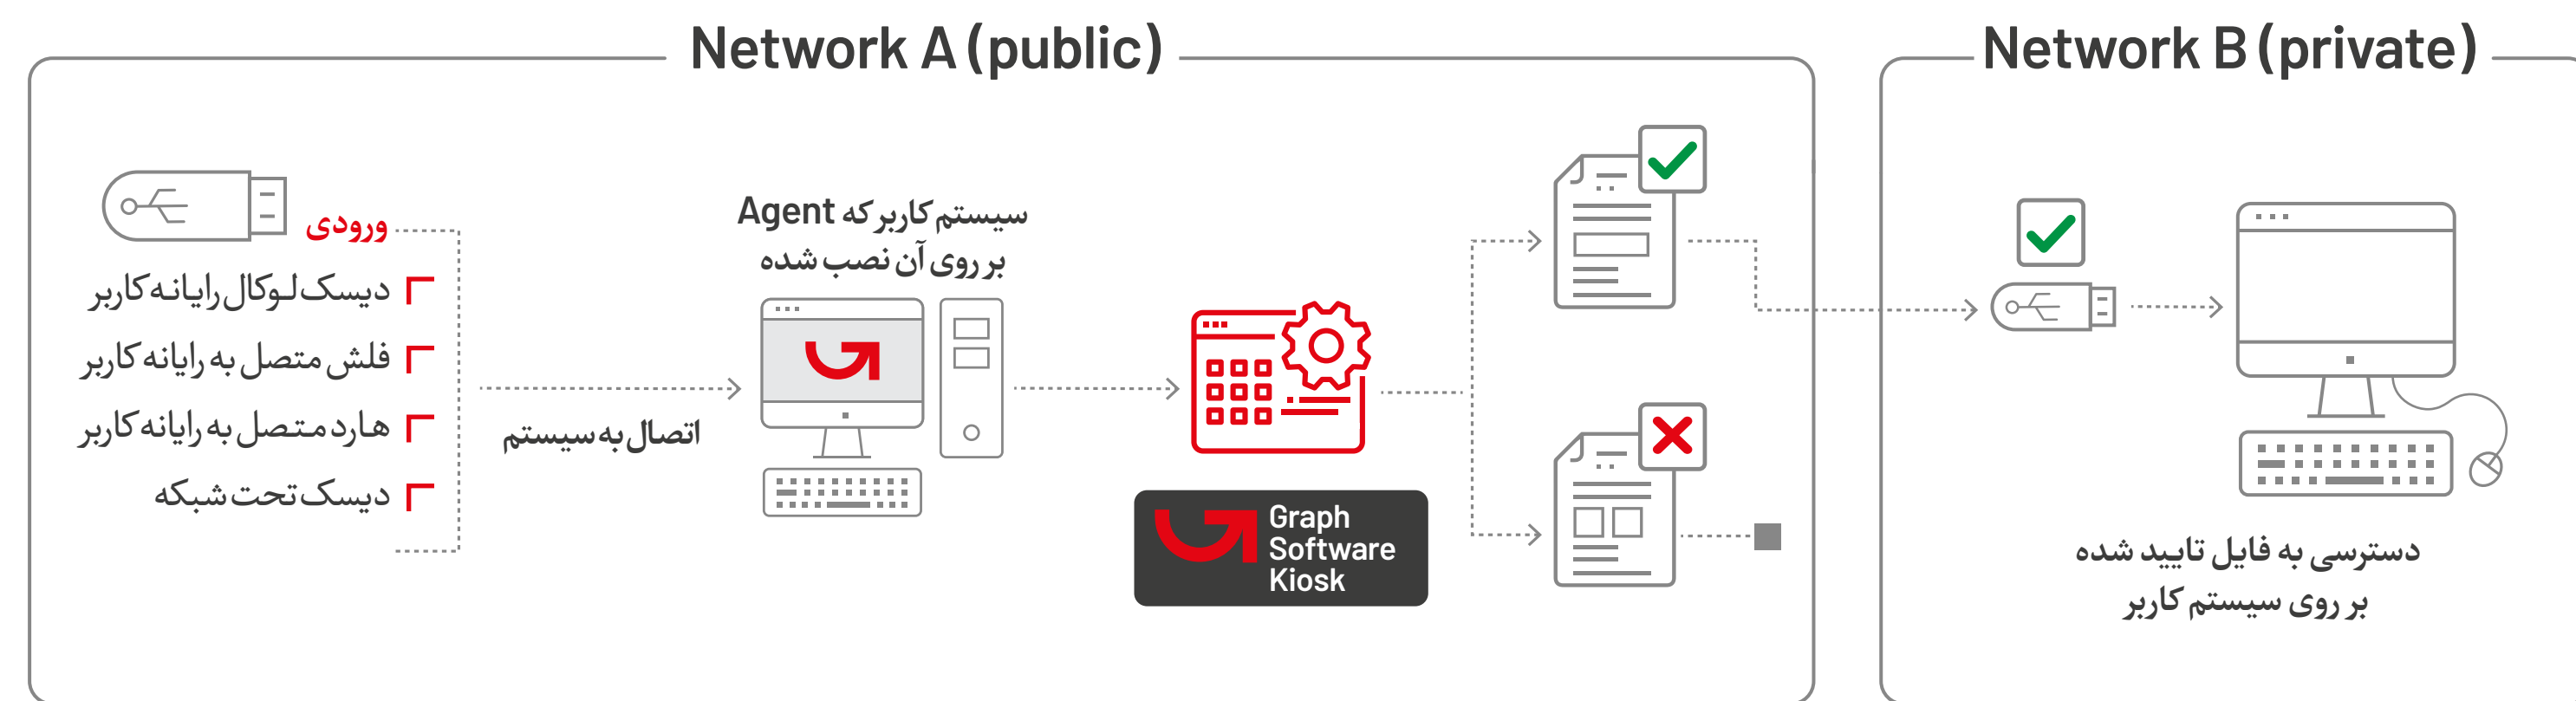 Network A (public)
Network B (private)
ورودی
دیسک لوکال رایانه کاربر
فلش متصل به رایانه کاربر
هارد متصل به رایانه کاربر
دیسک تحت شبکه
اتصال به سیستم
سیستم کاربر که Agent
بر روی آن نصب شده
Graph
Software
Kiosk
دسترسی به فایل تایید شده
بر روی سیستم کاربر